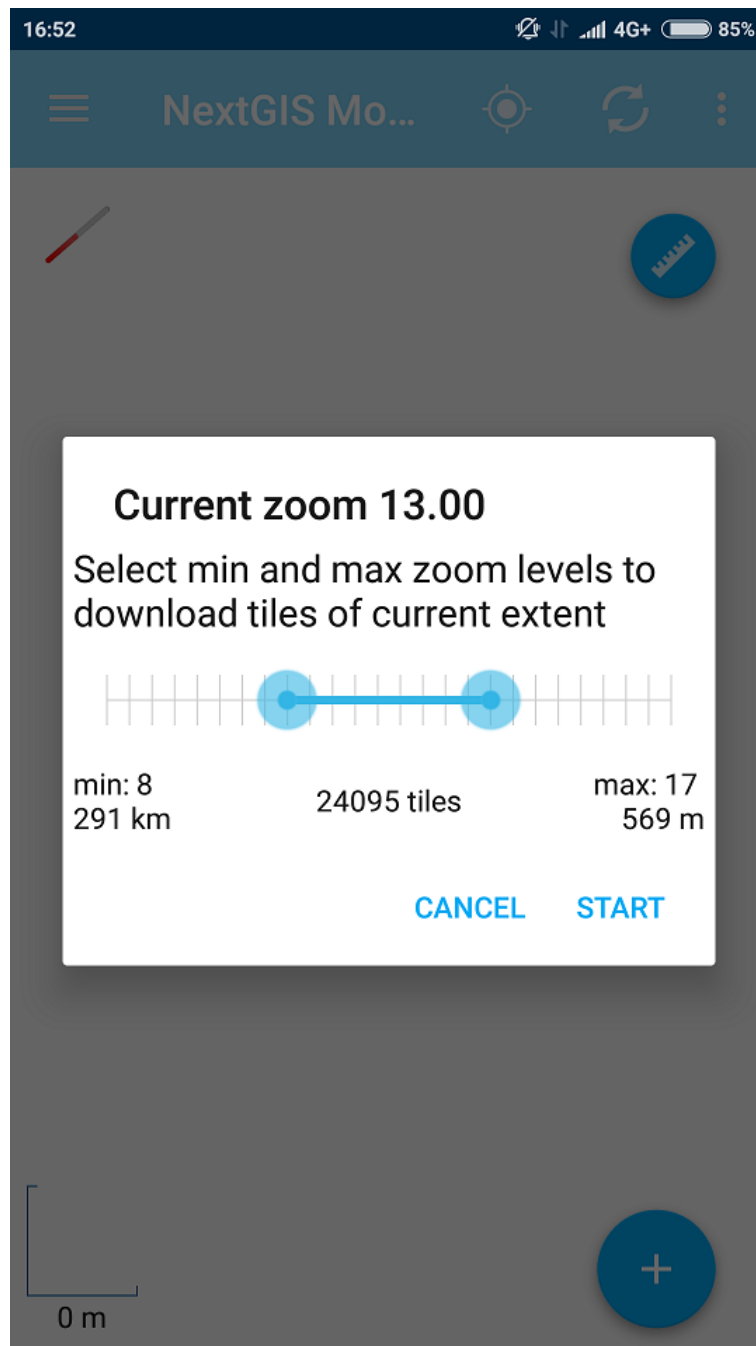 16:52 4G+ 85%
NextGIS Mo...
Current zoom 13.00
Select min and max zoom levels to
download tiles of current extent
min: 8
291 km
24095 tiles
max: 17
569 m
CANCEL START
0 m